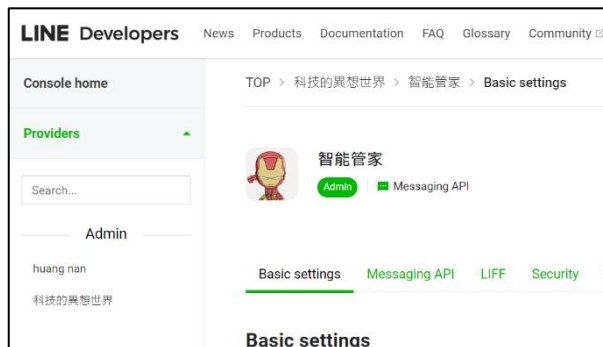 LINE Developers News Products Documentation FAQ Glossary Community
Console home
TOP > 科技的異想世界 > 智能管家 > Basic settings
Providers
智能管家
Admin Messaging API
Search...
Admin
huang nan
科技的異想世界
Basic settings Messaging API LIFF Security
Basic settings